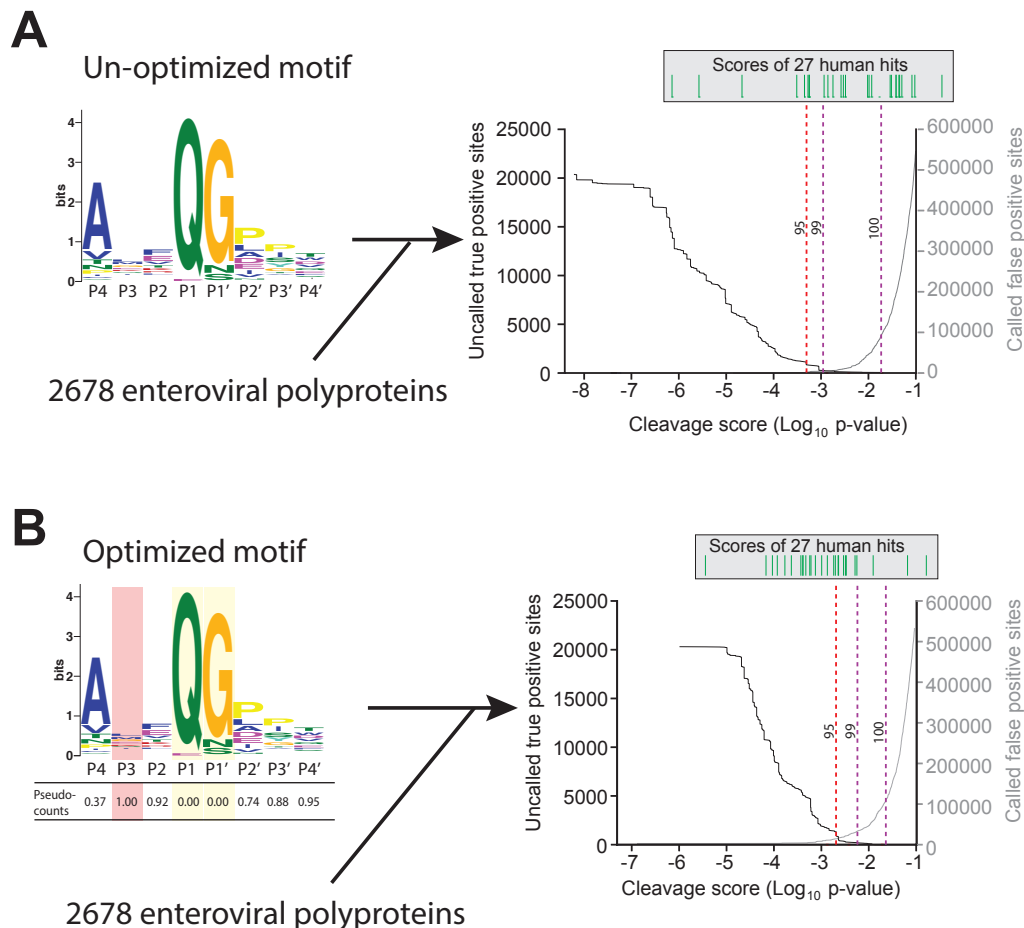 A
Un-optimized motif
bits
4
3
2
1
0
A
Q
G
P
P4 P3 P2 P1 P1' P2' P3' P4'
2678 enteroviral polyproteins
Scores of 27 human hits
Uncalled true positive sites
25000
20000
15000
10000
5000
0
95
99
100
600000
500000
400000
300000
200000
100000
0
Called false positive sites
-8 -7 -6 -5 -4 -3 -2 -1
Cleavage score (Log10 p-value)
B
Optimized motif
bits
4
3
2
1
0
A
Q
G
P
P4 P3 P2 P1 P1' P2' P3' P4'
Pseudo-
counts
0.37 1.00 0.92 0.00 0.00 0.74 0.88 0.95
2678 enteroviral polyproteins
Scores of 27 human hits
Uncalled true positive sites
25000
20000
15000
10000
5000
0
95
99
100
600000
500000
400000
300000
200000
100000
0
Called false positive sites
-7 -6 -5 -4 -3 -2 -1
Cleavage score (Log10 p-value)